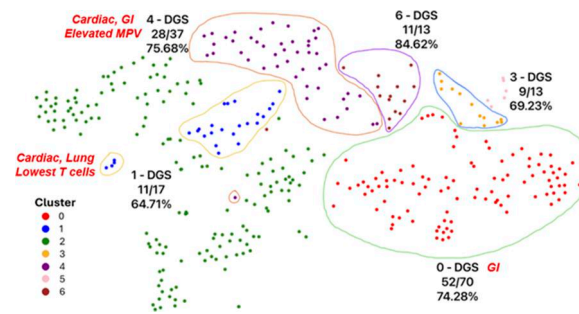 Cardiac, GI
Elevated MPV
4 - DGS
28/37
75.68%
6 - DGS
11/13
84.62%
3 - DGS
9/13
69.23%
Cardiac, Lung
Lowest T cells
1 - DGS
11/17
64.71%
Cluster
0
1
2
3
4
5
6
0 - DGS GI
52/70
74.28%